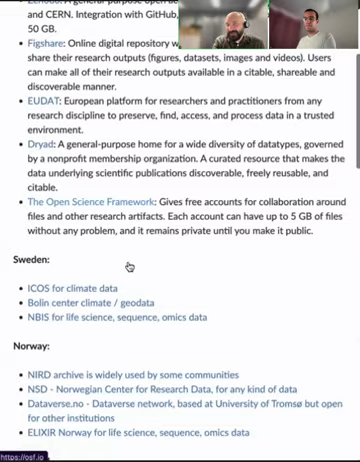 Zenodo: A general-purpose open
and CERN. Integration with GitHub,
50 GB.
Figshare: Online digital repository w
share their research outputs (figures, datasets, images and videos). Users
can make all of their research outputs available in a citable, shareable and
discoverable manner.
EUDAT: European platform for researchers and practitioners from any
research discipline to preserve, find, access, and process data in a trusted
environment.
Dryad: A general-purpose home for a wide diversity of datatypes, governed
by a nonprofit membership organization. A curated resource that makes the
data underlying scientific publications discoverable, freely reusable, and
citable.
The Open Science Framework: Gives free accounts for collaboration around
files and other research artifacts. Each account can have up to 5 GB of files
without any problem, and it remains private until you make it public.
Sweden:
ICOS for climate data
Bolin center climate / geodata
NBIS for life science, sequence, omics data
Norway:
NIRD archive is widely used by some communities
NSD - Norwegian Center for Research Data, for any kind of data
Dataverse.no - Dataverse network, based at University of Tromsø but open
for other institutions
ELIXIR Norway for life science, sequence, omics data
https://osf.io